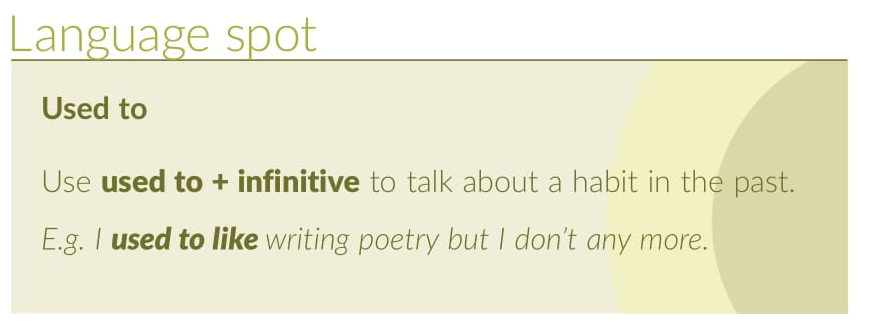 Language spot
Used to
Use used to + infinitive to talk about a habit in the past.
E.g. I used to like writing poetry but I don't any more.